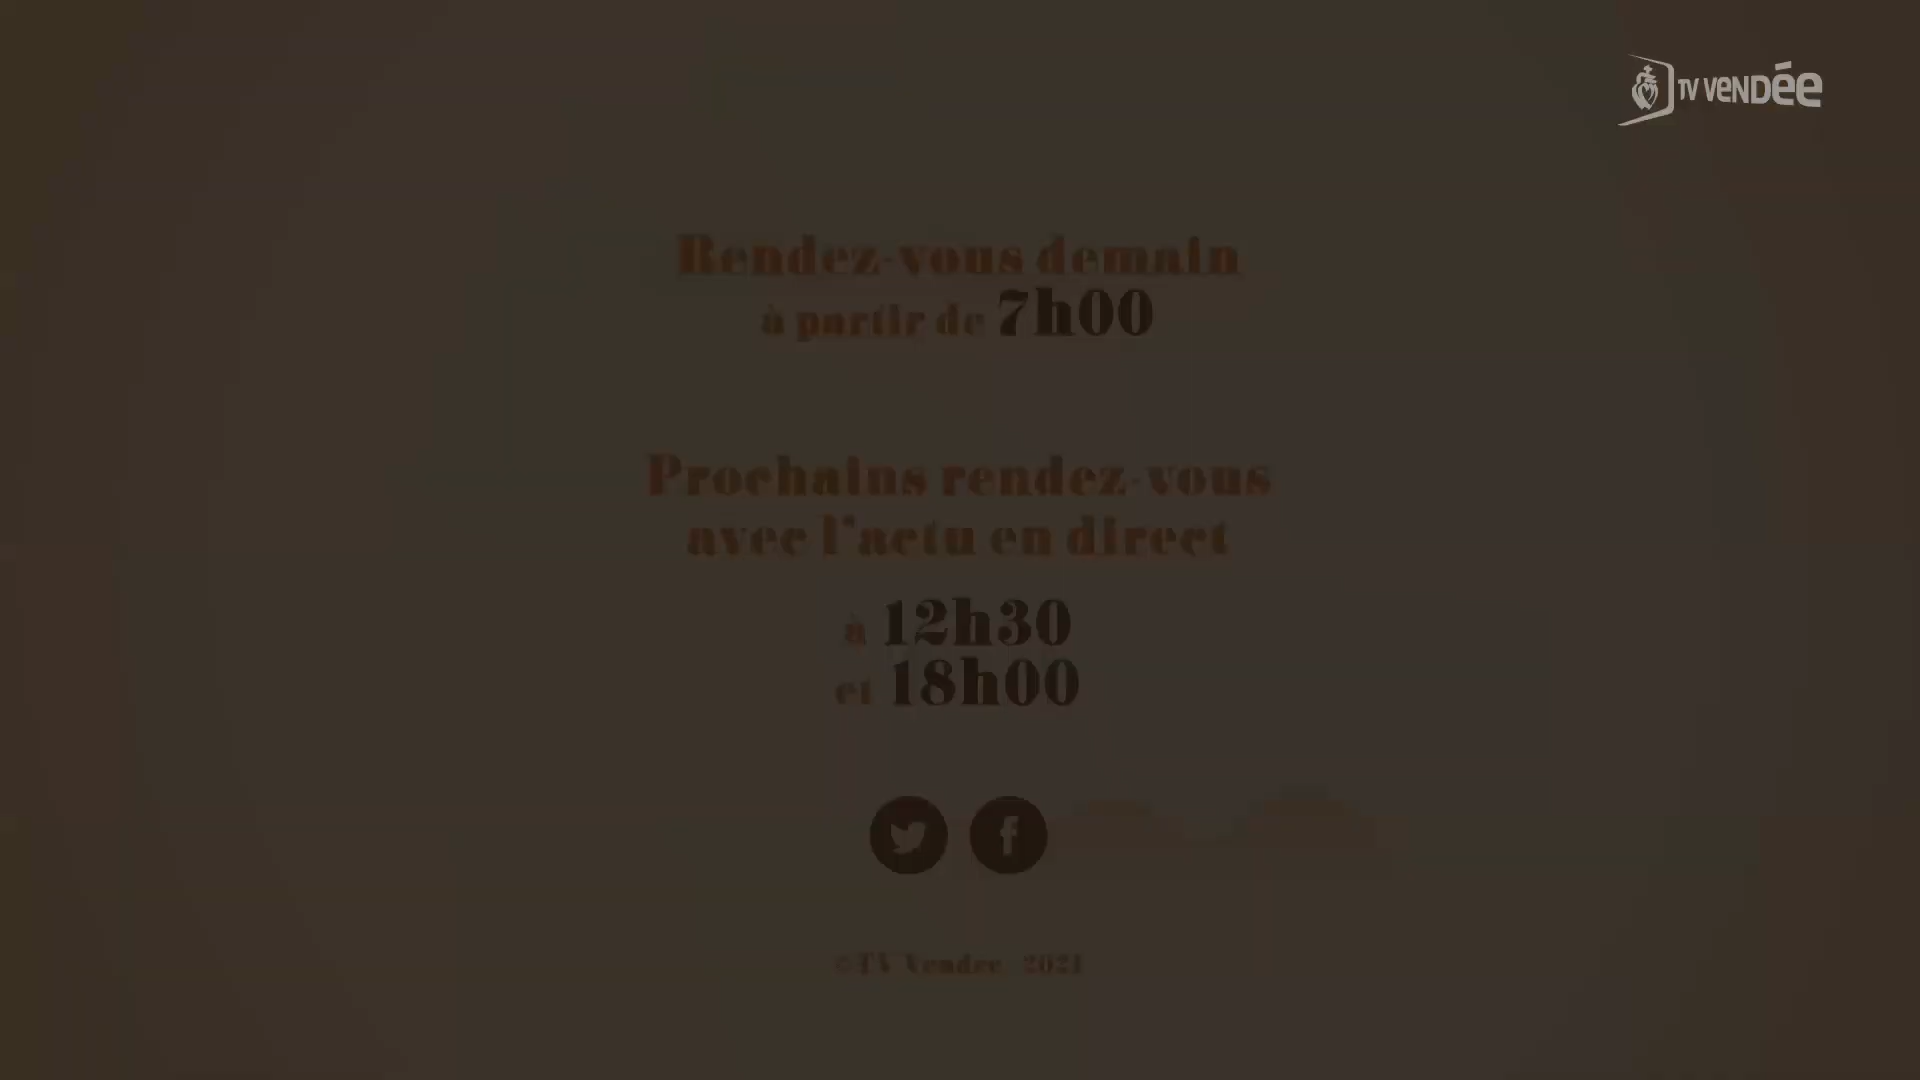 TV VENDÉE
Rendez-vous demain
à partir de 7h00
Prochains rendez-vous
avec l'actu en direct
à 12h30
et 18h00
©TV Vendée 2021